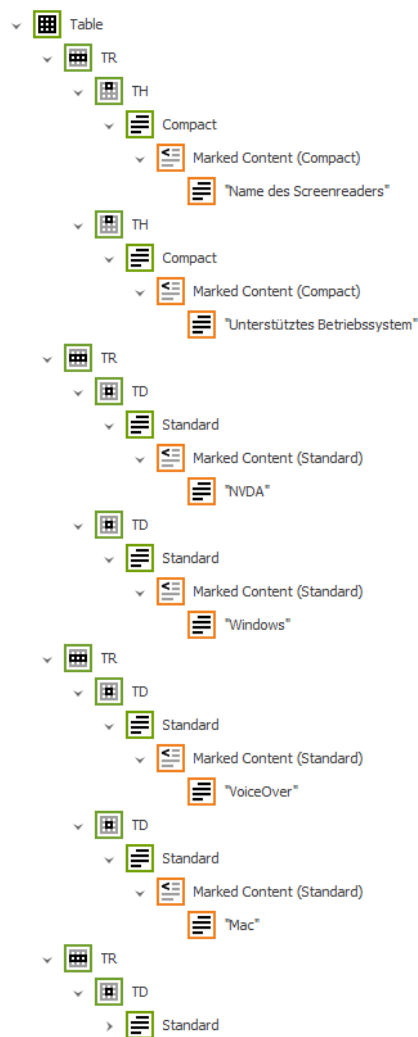 Table
TR
TH
Compact
Marked Content (Compact)
"Name des Screenreaders"
TH
Compact
Marked Content (Compact)
"Unterstütztes Betriebssystem"
TR
TD
Standard
Marked Content (Standard)
"NVDA"
TD
Standard
Marked Content (Standard)
"Windows"
TR
TD
Standard
Marked Content (Standard)
"VoiceOver"
TD
Standard
Marked Content (Standard)
"Mac"
TR
TD
Standard